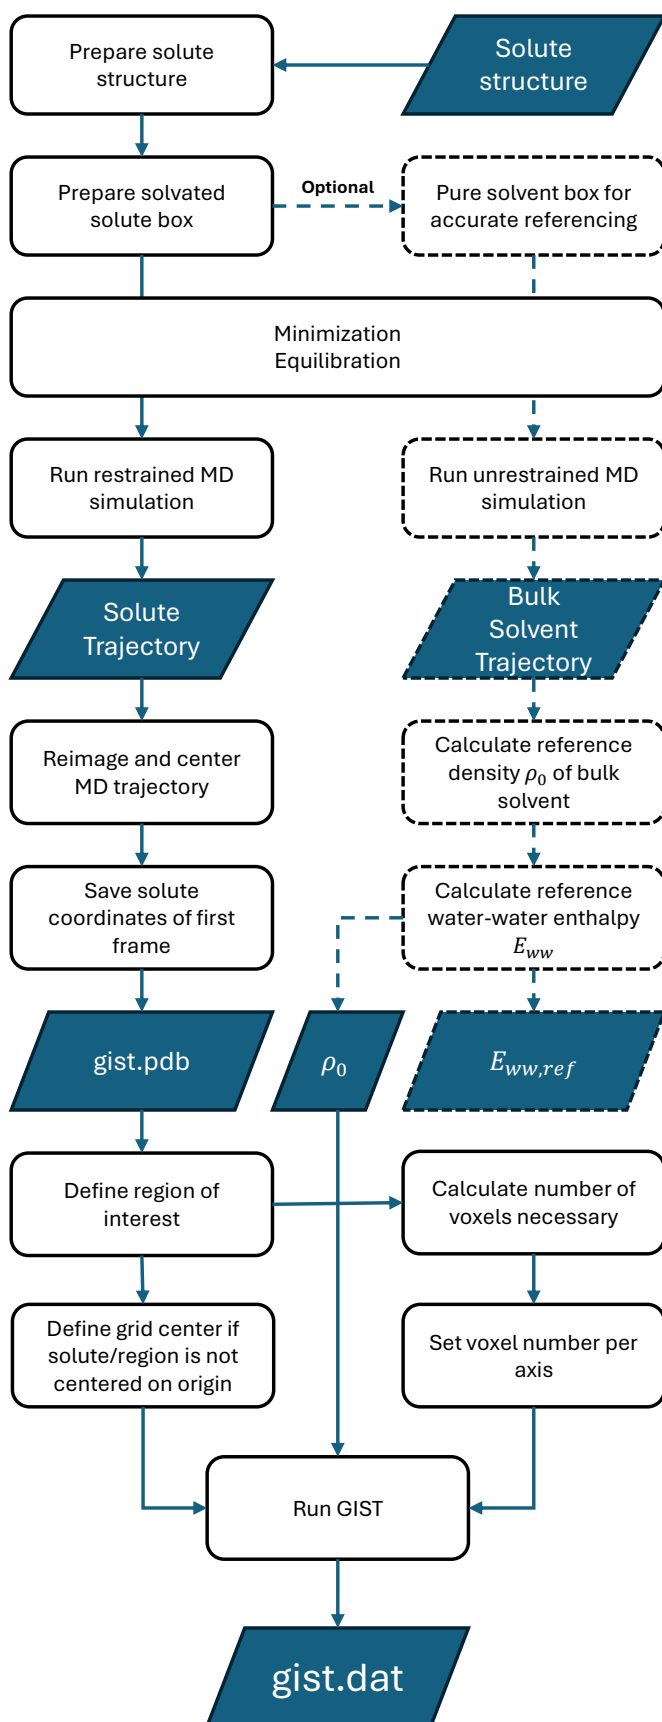 Prepare solute
structure
Solute
structure
Prepare solvated
solute box
Optional
Pure solvent box for
accurate referencing
Minimization
Equilibration
Run restrained MD
simulation
Run unrestrained MD
simulation
Solute
Trajectory
Bulk
Solvent
Trajectory
Reimage and center
MD trajectory
Calculate reference
density ρ₀ of bulk
solvent
Save solute
coordinates of first
frame
Calculate reference
water-water enthalpy
E_{ww}
gist.pdb
ρ₀
E_{ww,ref}
Define region of
interest
Calculate number of
voxels necessary
Define grid center if
solute/region is not
centered on origin
Set voxel number per
axis
Run GIST
gist.dat